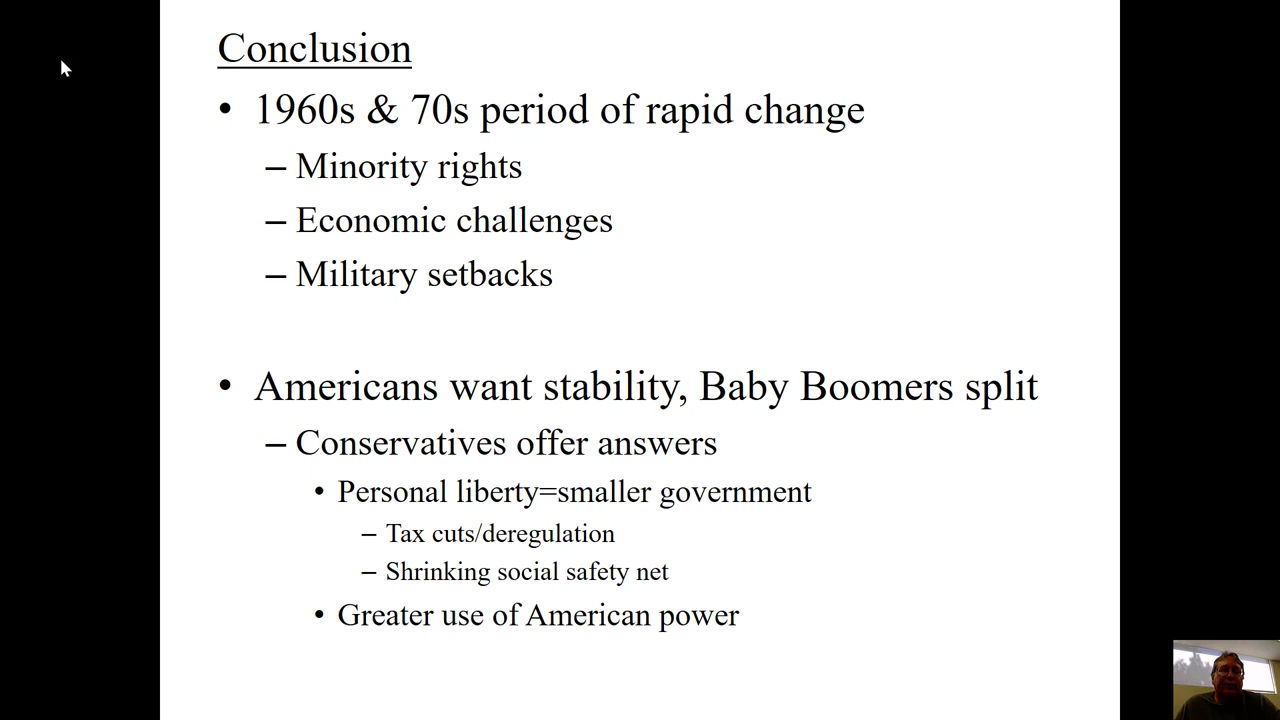 Conclusion
• 1960s & 70s period of rapid change
– Minority rights
– Economic challenges
– Military setbacks
• Americans want stability, Baby Boomers split
– Conservatives offer answers
• Personal liberty=smaller government
– Tax cuts/deregulation
– Shrinking social safety net
• Greater use of American power